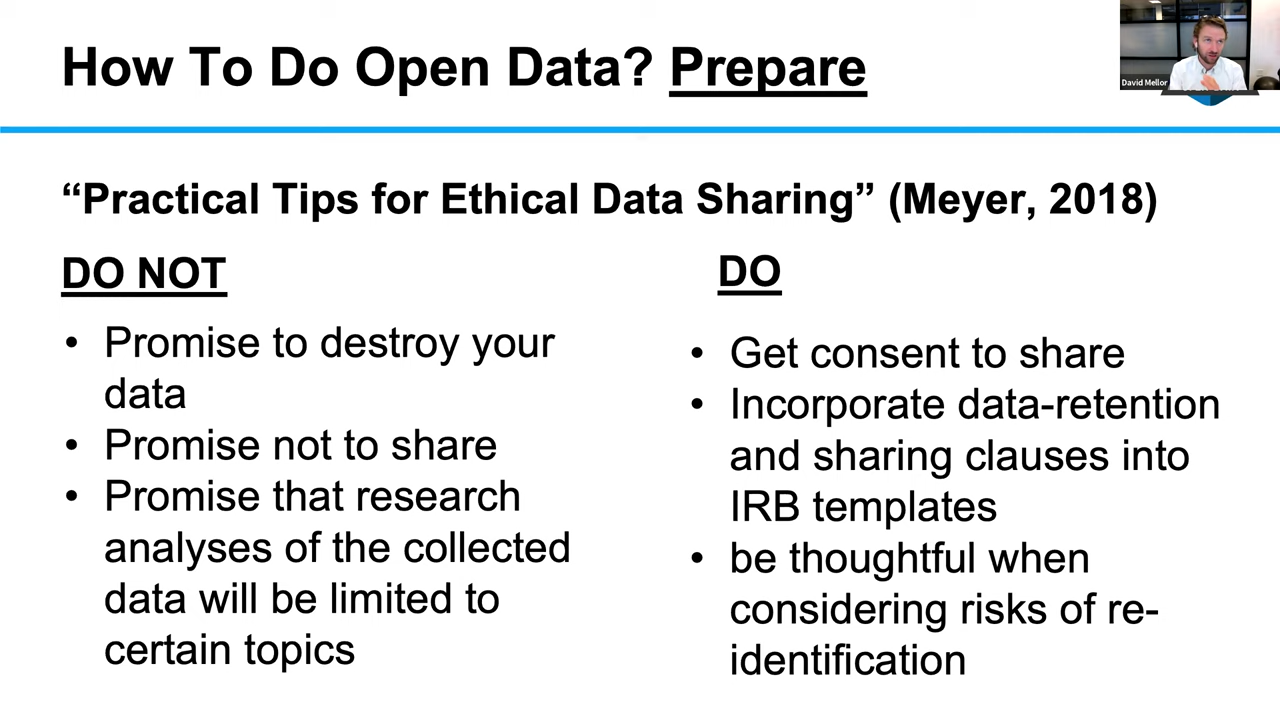 How To Do Open Data? Prepare
David Mellor
“Practical Tips for Ethical Data Sharing” (Meyer, 2018)
DO NOT
• Promise to destroy your
data
• Promise not to share
• Promise that research
analyses of the collected
data will be limited to
certain topics
DO
• Get consent to share
• Incorporate data-retention
and sharing clauses into
IRB templates
• be thoughtful when
considering risks of re-
identification